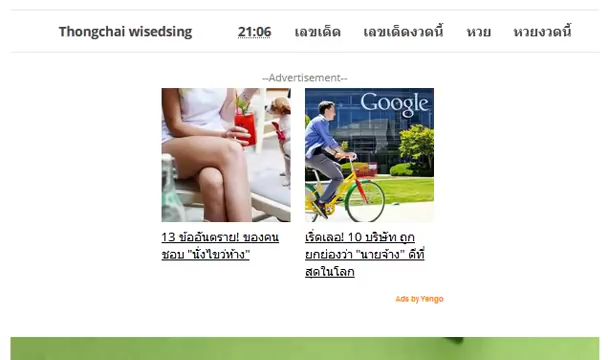 Thongchai wisedsing 21:06 เลขเด็ด เลขเด็ดงวดนี้ หวย หวยงวดนี้
--Advertisement--
Google
13 ข้ออันตราย! ของคน
ชอบ "นั่งไขว่ห้าง"
เริ่ดเลอ! 10 บริษัท ถูก
ยกย่องว่า "นายจ้าง" ดีที่
สุดในโลก
Ads by Yengo